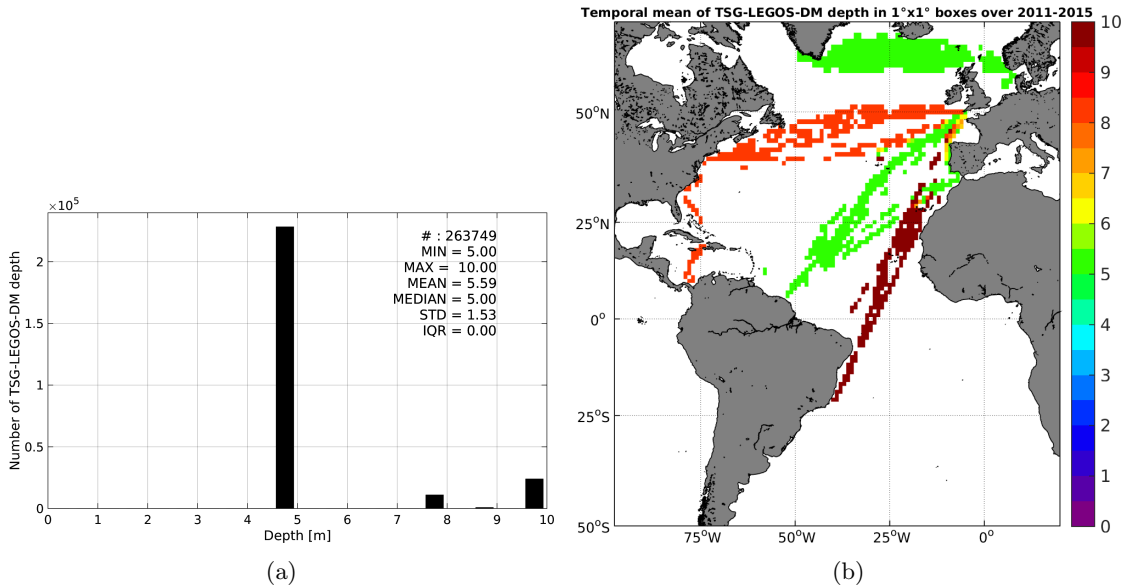 Temporal mean of TSG-LEGOS-DM depth in 1°x1° boxes over 2011-2015
×10⁵
Number of TSG-LEGOS-DM depth
2
1.5
1
0.5
0
# : 263749
MIN = 5.00
MAX = 10.00
MEAN = 5.59
MEDIAN = 5.00
STD = 1.53
IQR = 0.00
0 1 2 3 4 5 6 7 8 9 10
Depth [m]
(a)
50°N
25°N
0°
25°S
50°S
75°W 50°W 25°W 0°
10
9
8
7
6
5
4
3
2
1
0
(b)